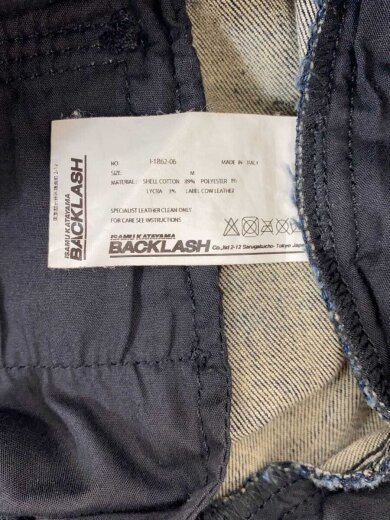 NO. I-1862-06 MADE IN ITALY
SIZE: M
MATERIAL: SHELL COTTON 89% POLYESTER 8%
LYCRA 3% LABEL COW LEATHER
SPECIALIST LEATHER CLEAN ONLY
FOR CARE SEE INSTRUCTIONS
ISAMU KATAYAMA
BACKLASH Co.,ltd 2-12 Sarugakucho- Tokyo Japan
ISAMU KATAYAMA
BACKLASH